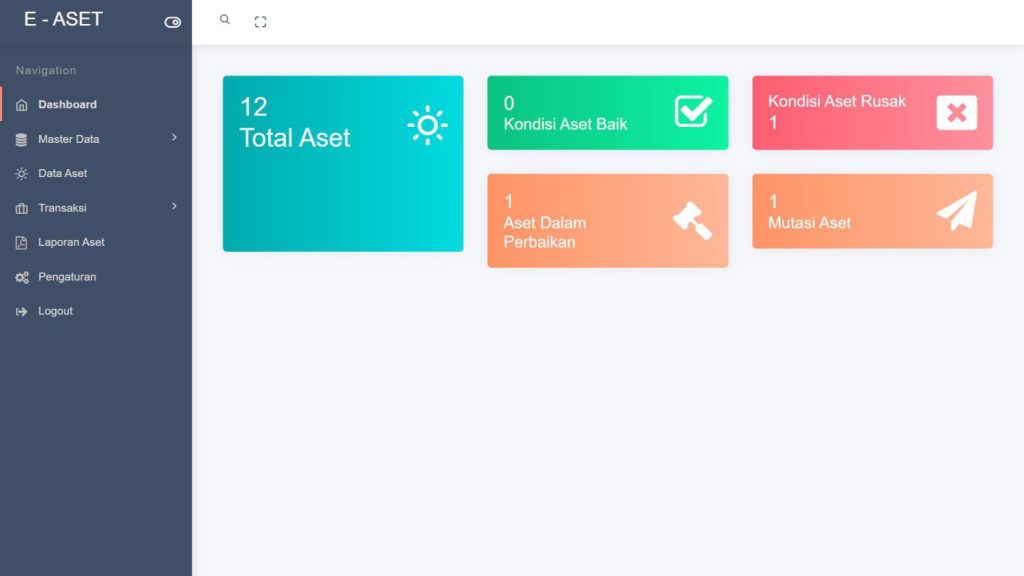 E - ASET
Navigation
Dashboard
Master Data
Data Aset
Transaksi
Laporan Aset
Pengaturan
Logout
12
Total Aset
0
Kondisi Aset Baik
Kondisi Aset Rusak
1
1
Aset Dalam
Perbaikan
1
Mutasi Aset